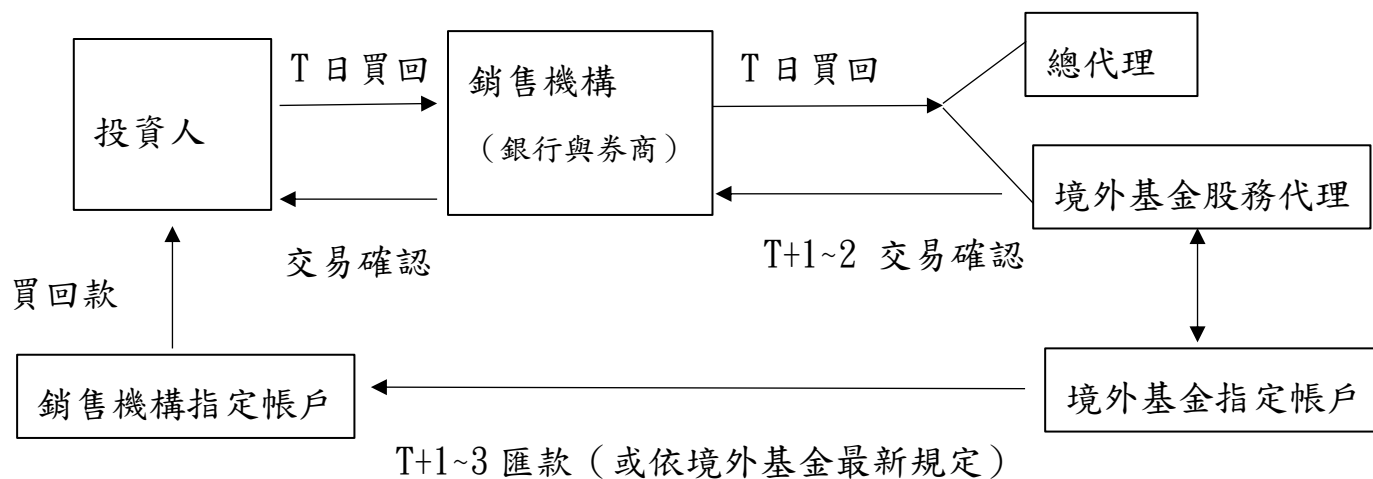 T 日買回
銷售機構
（銀行與券商）
T 日買回
總代理
投資人
境外基金股務代理
交易確認
T+1~2 交易確認
買回款
銷售機構指定帳戶
境外基金指定帳戶
T+1~3 匯款（或依境外基金最新規定）